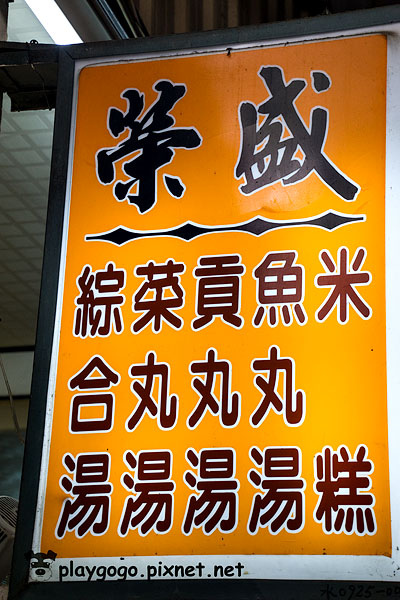 榮盛
米糕
魚丸湯
貢丸湯
菜丸湯
綜合湯
playgogo.pixnet.net